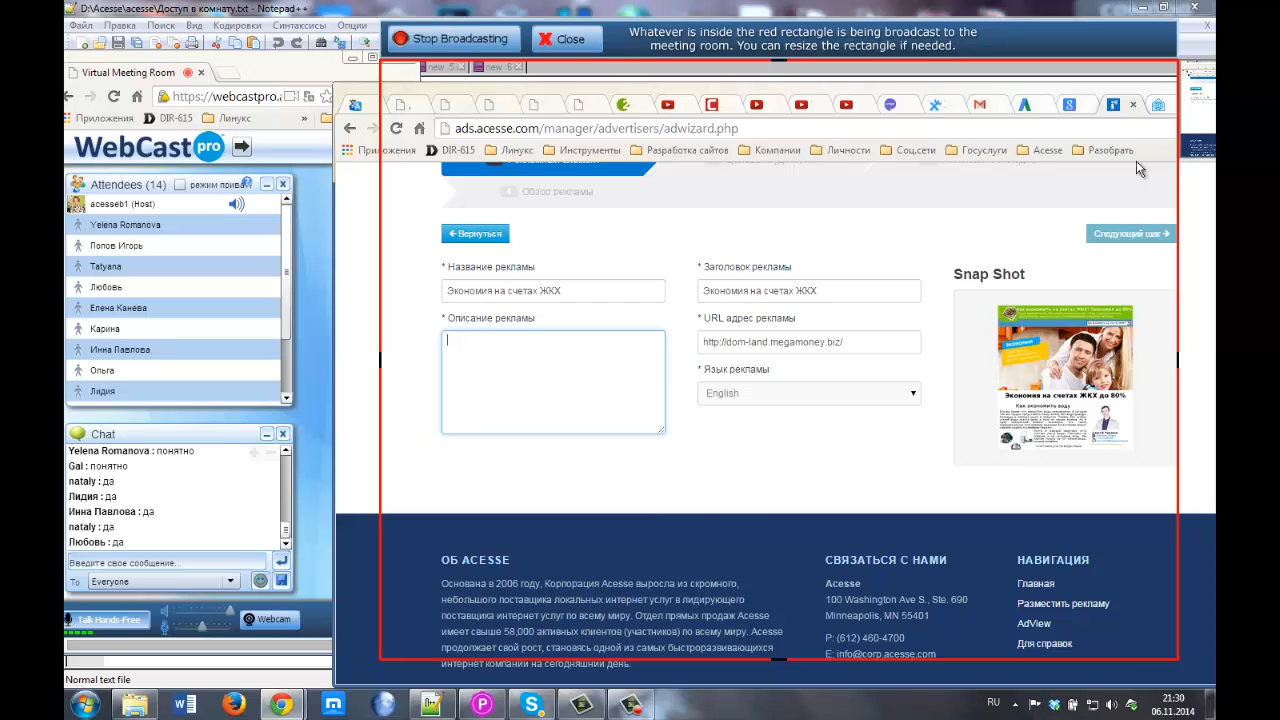 D:\Acesse\acesse\Доступ в комнату.txt - Notepad++
Файл Правка Поиск Вид Кодировки Синтаксисы Опции
Stop Broadcasting
Close
Whatever is inside the red rectangle is being broadcast to the
meeting room. You can resize the rectangle if needed.
new 5
new 6
Virtual Meeting Room
https://webcastpro.
Приложения DIR-615 Линукс »
ads.acesse.com/manager/advertisers/adwizard.php
Приложения DIR-615 Линукс Инструменты Разработка сайтов Компании Личности Соц.сети Госуслуги Acesse Разобрать
WebCast pro
Attendees (14) режим прива
acesseb1 (Host)
Yelena Romanova
Попов Игорь
Tatyana
Любовь
Елена Канева
Карина
Инна Павлова
Ольга
Лидия
Chat
Yelena Romanova : понятно
Gal : понятно
nataly : да
Лидия : да
Инна Павлова : да
nataly : да
Любовь : да
Введите свое сообщение...
To Everyone
Talk Hands-Free
Webcam
Normal text file
4 Обзор рекламы
Вернуться
Следующий шаг
* Название рекламы
Экономия на счетах ЖКХ
* Заголовок рекламы
Экономия на счетах ЖКХ
* Описание рекламы
* URL адрес рекламы
http://dom-land.megamoney.biz/
* Язык рекламы
English
Snap Shot
Экономия
Экономия на счетах ЖКХ до 80%
Как экономить воду
ОБ ACESSE
Основана в 2006 году, Корпорация Acesse выросла из скромного,
небольшого поставщика локальных интернет услуг в лидирующего
поставщика интернет услуг по всему миру. Отдел прямых продаж Acesse
имеет свыше 58,000 активных клиентов (участников) по всему миру. Acesse
продолжает свой рост, становясь одной из самых быстроразвивающихся
интернет компании на сегодняшний день.
СВЯЗАТЬСЯ С НАМИ
Acesse
100 Washington Ave S., Ste. 690
Minneapolis, MN 55401
P: (612) 460-4700
E: info@corp.acesse.com
НАВИГАЦИЯ
Главная
Разместить рекламу
AdView
Для справок
RU
21:30
06.11.2014